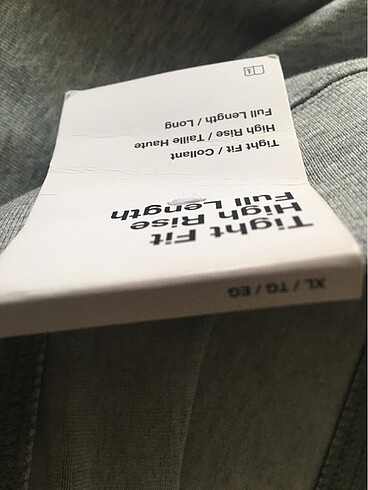 XL / TG / EG
Tight Fit
High Rise
Full Length
Tight Fit / Collant
High Rise / Taille Haute
Full Length / Long